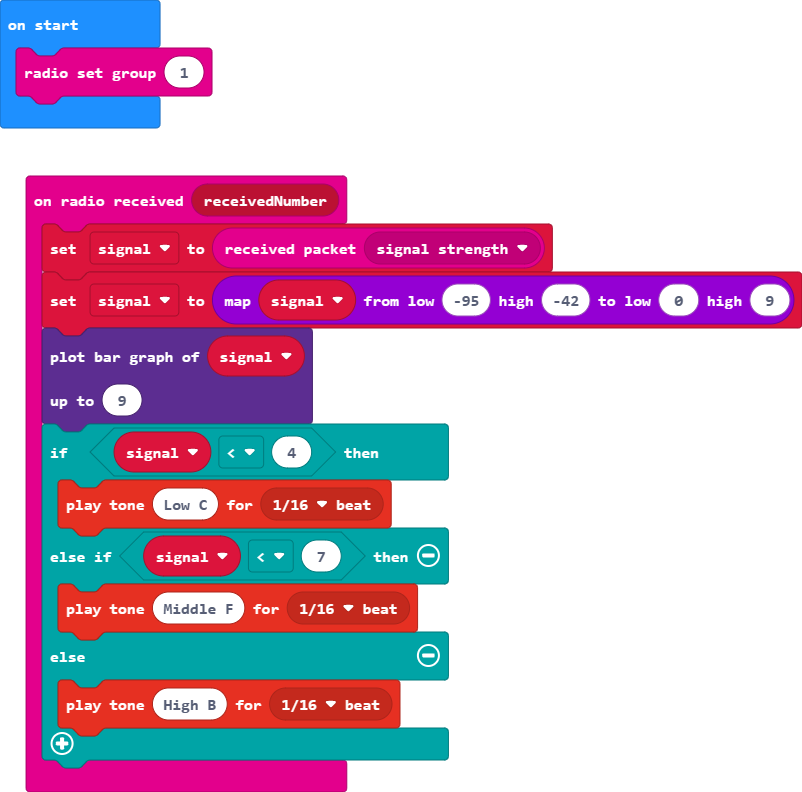 on start
radio set group 1
on radio received receivedNumber
set signal to received packet signal strength
set signal to map signal from low -95 high -42 to low 0 high 9
plot bar graph of signal
up to 9
if signal < 4 then
play tone Low C for 1/16 beat
else if signal < 7 then
play tone Middle F for 1/16 beat
else
play tone High B for 1/16 beat